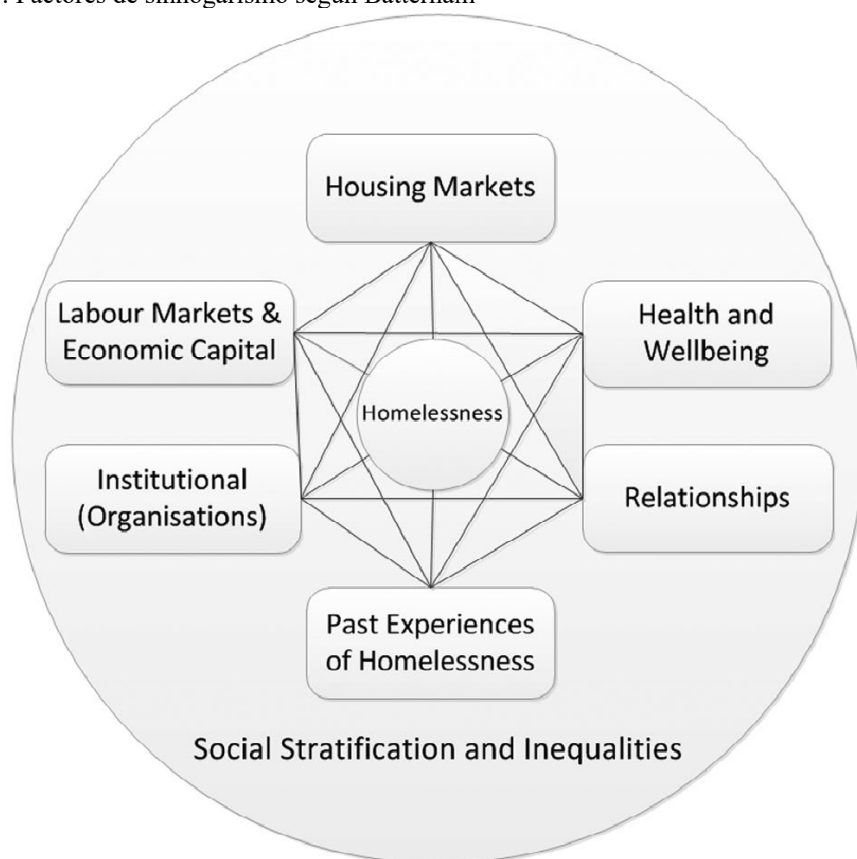 . Factores de sinhogarismo según Batterham
Housing Markets
Labour Markets &
Economic Capital
Health and
Wellbeing
Homelessness
Institutional
(Organisations)
Relationships
Past Experiences
of Homelessness
Social Stratification and Inequalities